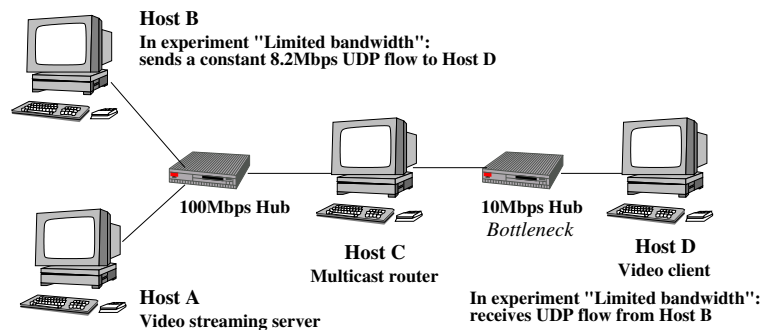 Host B
In experiment "Limited bandwidth":
sends a constant 8.2Mbps UDP flow to Host D
100Mbps Hub
10Mbps Hub
Bottleneck
Host C
Multicast router
Host D
Video client
Host A
Video streaming server
In experiment "Limited bandwidth":
receives UDP flow from Host B